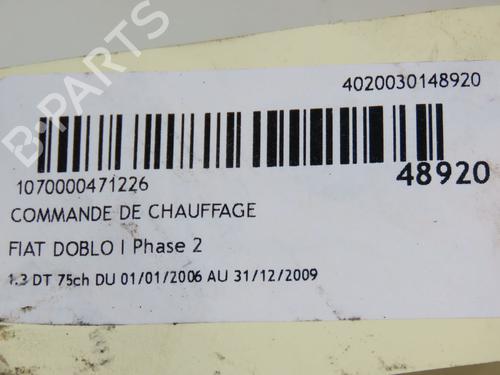 4020030148920
1070000471226
48920
COMMANDE DE CHAUFFAGE
FIAT DOBLO I Phase 2
1.3 DT 75ch DU 01/01/2006 AU 31/12/2009
B-PARTS